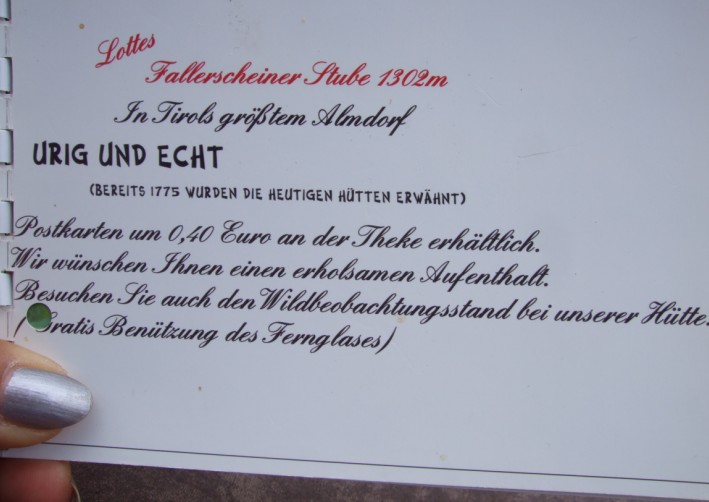 Lottes
Fallerscheiner Stube 1302m
In Tirols größtem Almdorf
URIG UND ECHT
(BEREITS 1775 WURDEN DIE HEUTIGEN HÜTTEN ERWÄHNT)
Postkarten um 0,40 Euro an der Theke erhältlich.
Wir wünschen Ihnen einen erholsamen Aufenthalt.
Besuchen Sie auch den Wildbeobachtungsstand bei unserer Hütte.
( Gratis Benützung des Fernglases)